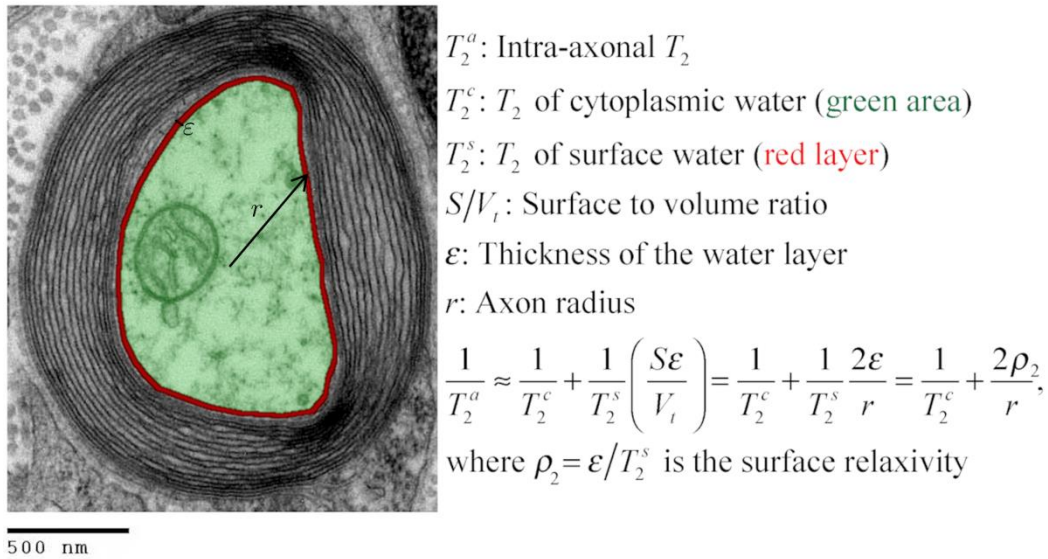 T₂ᵃ: Intra-axonal T₂
T₂ᶜ: T₂ of cytoplasmic water (green area)
T₂ˢ: T₂ of surface water (red layer)
S/Vₜ: Surface to volume ratio
ε: Thickness of the water layer
r: Axon radius
1/T₂ᵃ ≈ 1/T₂ᶜ + 1/T₂ˢ (Sε/Vₜ) = 1/T₂ᶜ + 1/T₂ˢ 2ε/r = 1/T₂ᶜ + 2ρ₂/r,
where ρ₂ = ε/T₂ˢ is the surface relaxivity
ε
r
500 nm